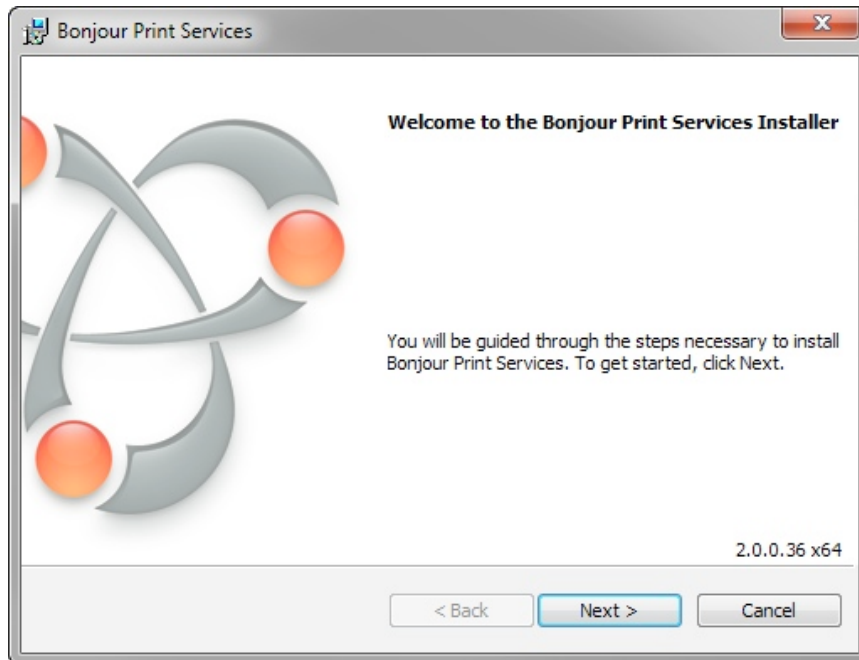 Bonjour Print Services
Welcome to the Bonjour Print Services Installer
You will be guided through the steps necessary to install
Bonjour Print Services. To get started, click Next.
2.0.0.36 x64
< Back Next > Cancel